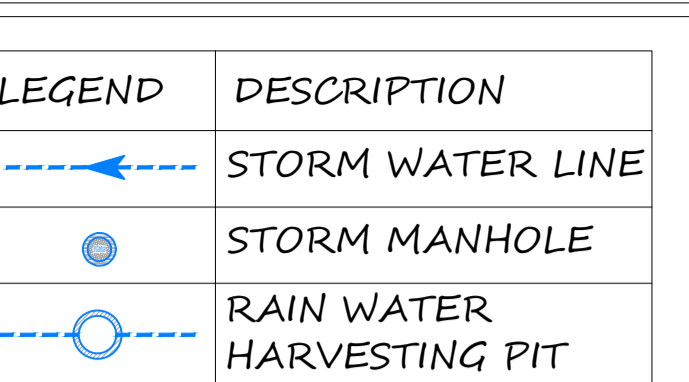 LEGEND DESCRIPTION
STORM WATER LINE
STORM MANHOLE
RAIN WATER
HARVESTING PIT